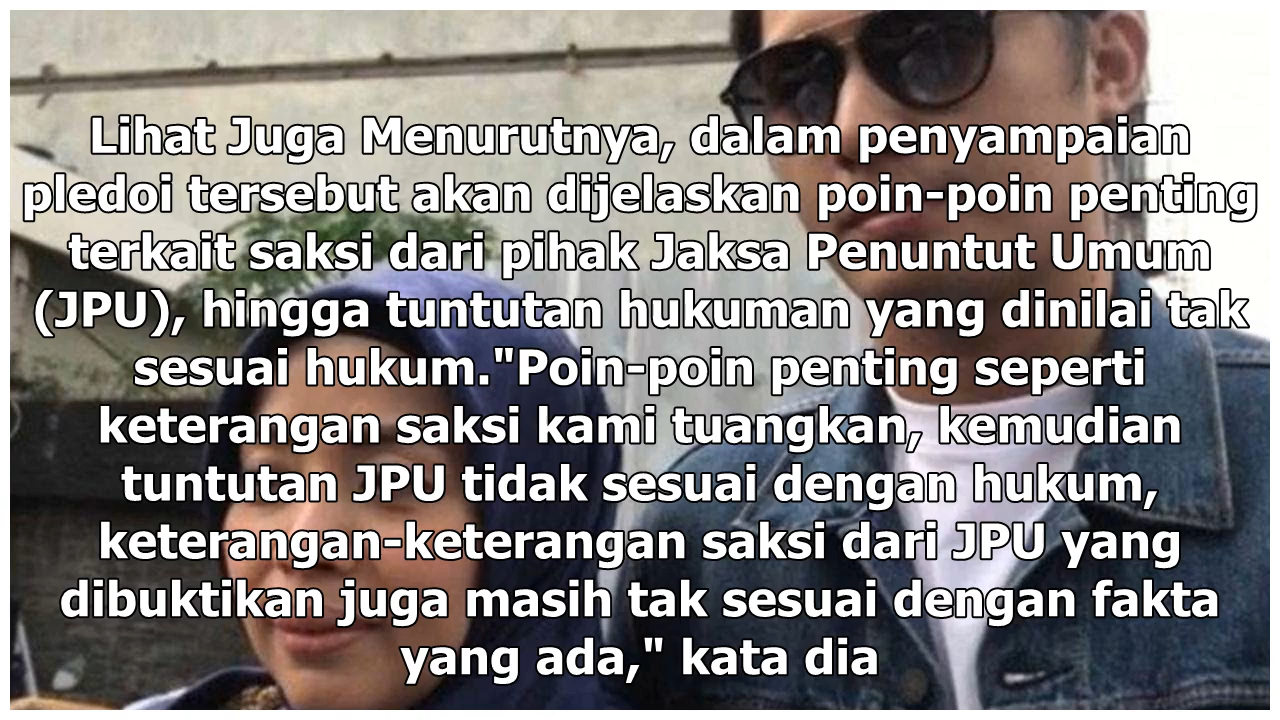 Lihat Juga Menurutnya, dalam penyampaian
pledoi tersebut akan dijelaskan poin-poin penting
terkait saksi dari pihak Jaksa Penuntut Umum
(JPU), hingga tuntutan hukuman yang dinilai tak
sesuai hukum."Poin-poin penting seperti
keterangan saksi kami tuangkan, kemudian
tuntutan JPU tidak sesuai dengan hukum,
keterangan-keterangan saksi dari JPU yang
dibuktikan juga masih tak sesuai dengan fakta
yang ada," kata dia